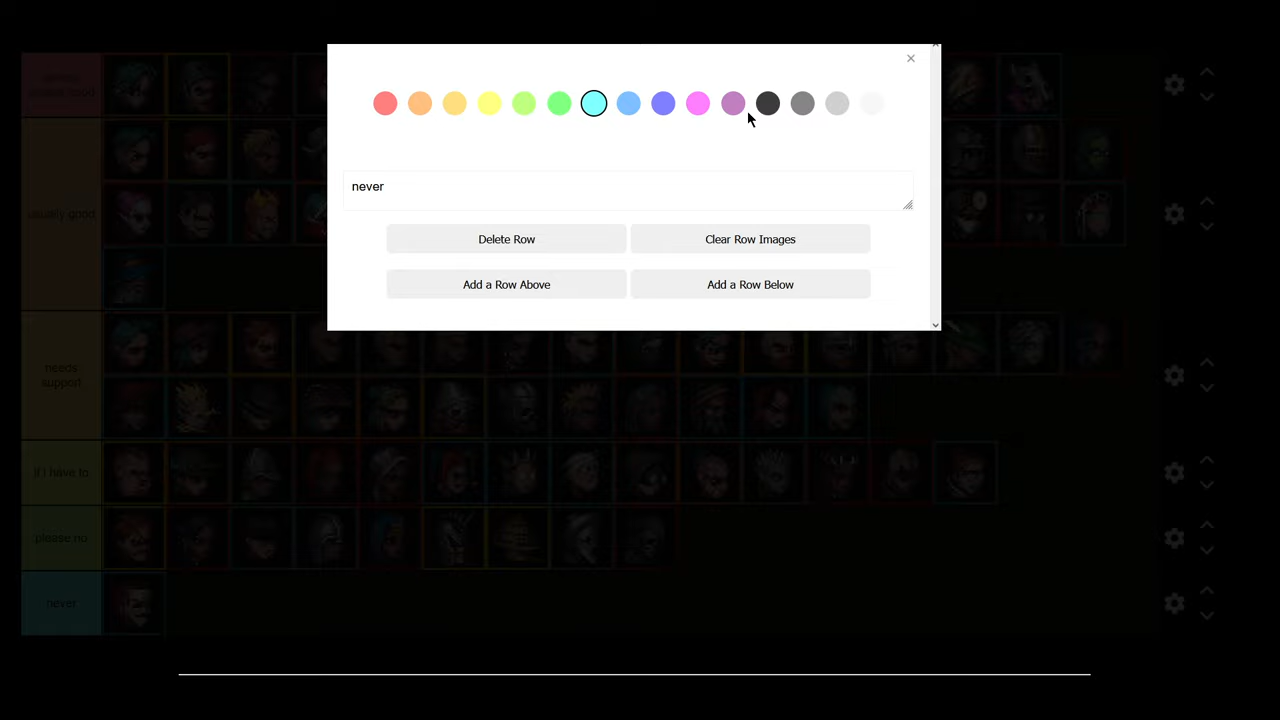 ×
never
Delete Row
Clear Row Images
Add a Row Above
Add a Row Below
usually good
needs
support
if I have to
please no
never